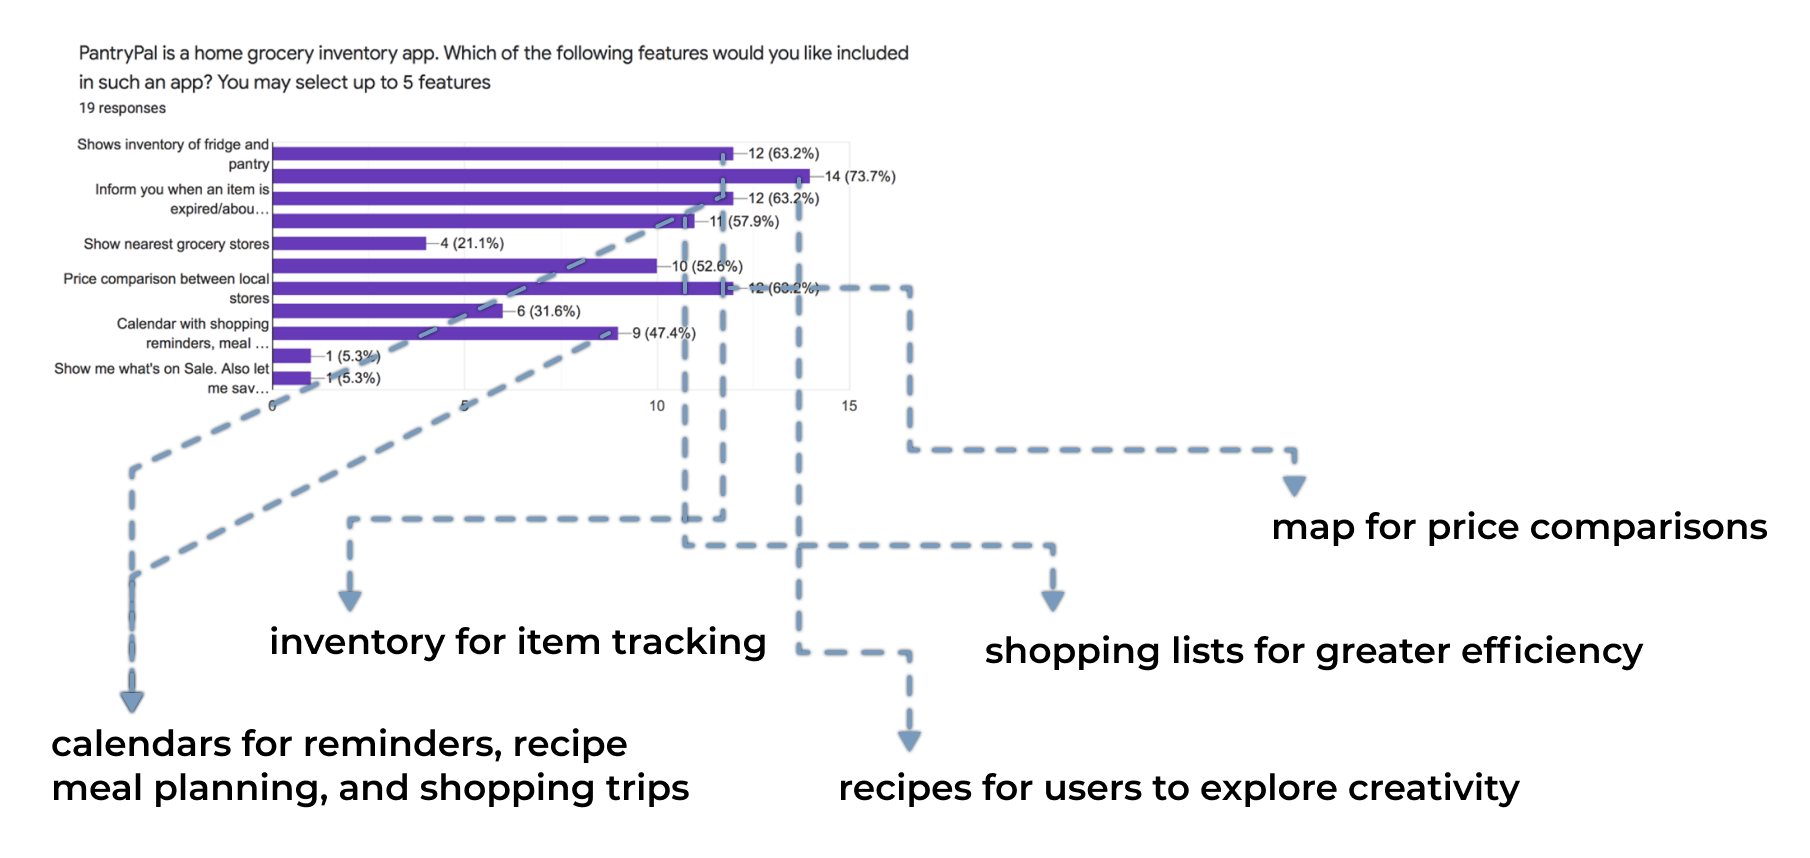 PantryPal is a home grocery inventory app. Which of the following features would you like included
in such an app? You may select up to 5 features
19 responses
Shows inventory of fridge and
pantry
12 (63.2%)
14 (73.7%)
Inform you when an item is
expired/abou…
12 (63.2%)
11 (57.9%)
Show nearest grocery stores
4 (21.1%)
10 (52.6%)
Price comparison between local
stores
12 (63.2%)
6 (31.6%)
Calendar with shopping
reminders, meal …
9 (47.4%)
1 (5.3%)
Show me what's on Sale. Also let
me sav…
1 (5.3%)
0 5 10 15
map for price comparisons
inventory for item tracking
shopping lists for greater efficiency
calendars for reminders, recipe
meal planning, and shopping trips
recipes for users to explore creativity